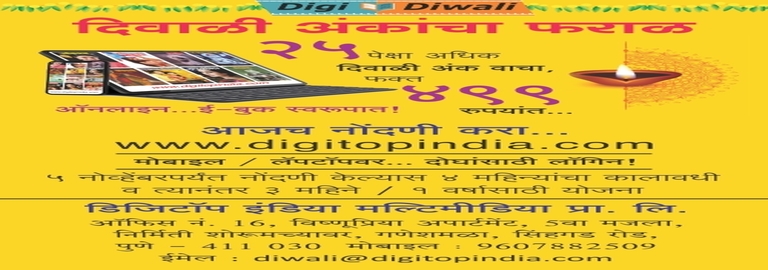 Digi Diwali
दिवाळी अंकांचा फराळ
२५ पेक्षा अधिक
दिवाळी अंक वाचा,
फक्त ४९९ रुपयांत...
ऑनलाइन...ई-बुक स्वरूपात!
आजच नोंदणी करा...
www.digitopindia.com
मोबाइल / लॅपटॉपवर... दोघांसाठी लॉगिन!
५ नोव्हेंबरपर्यंत नोंदणी केल्यास ४ महिन्यांचा कालावधी
व त्यानंतर ३ महिने / १ वर्षासाठी योजना
डिजिटॉप इंडिया मल्टिमीडिया प्रा. लि.
ऑफिस नं. 16, विष्णूप्रिया अपार्टमेंट, 5वा मजला,
निर्मिती शोरूमच्यावर, गणेशमळा, सिंहगड रोड,
पुणे - 411 030 मोबाइल : 9607882509
ईमेल : diwali@digitopindia.com